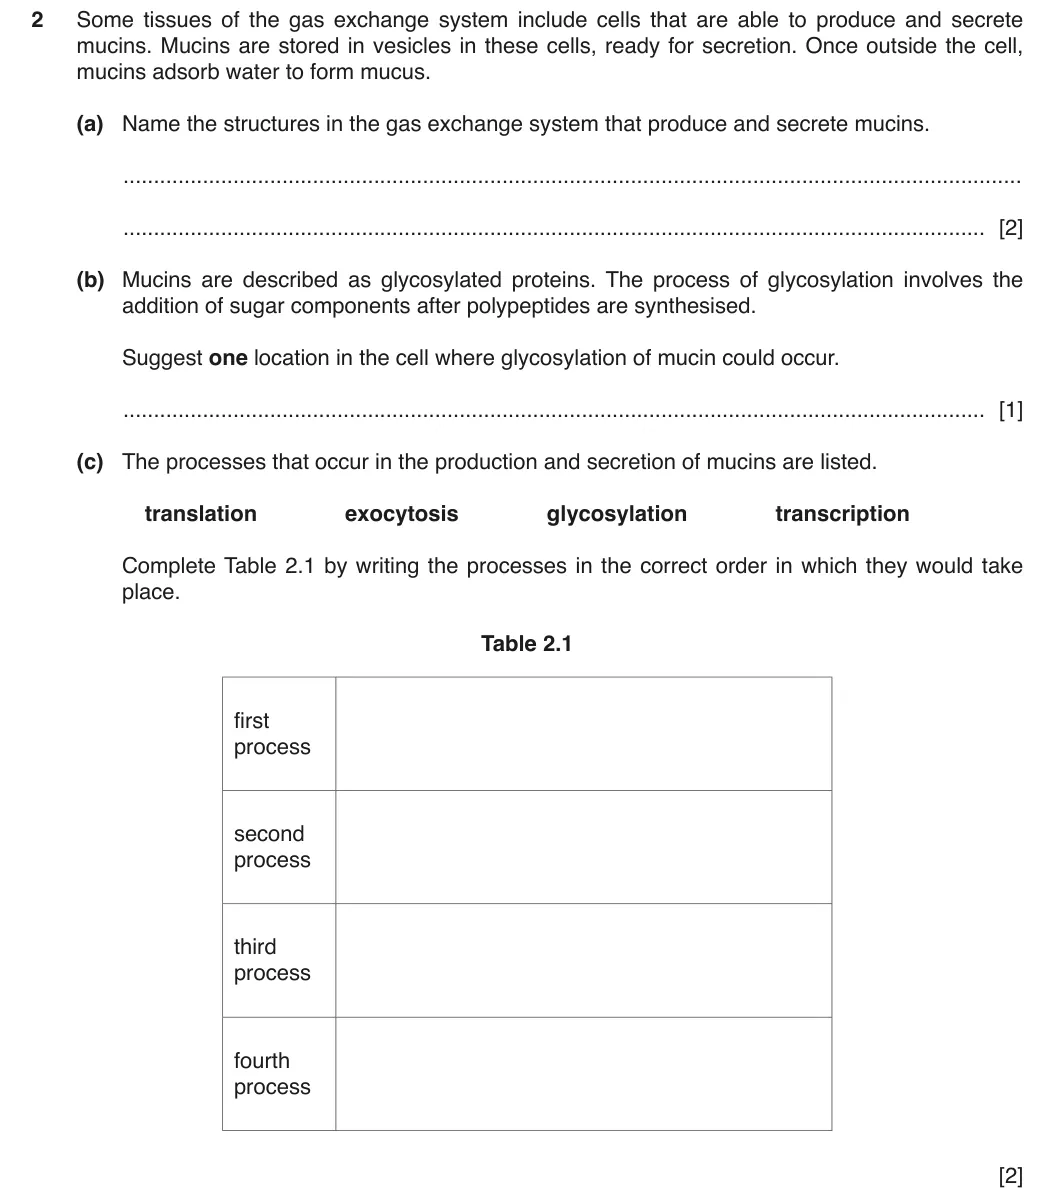 2 Some tissues of the gas exchange system include cells that are able to produce and secrete
mucins. Mucins are stored in vesicles in these cells, ready for secretion. Once outside the cell,
mucins adsorb water to form mucus.
(a) Name the structures in the gas exchange system that produce and secrete mucins.
....................................................................................................................................................
.............................................................................................................................................. [2]
(b) Mucins are described as glycosylated proteins. The process of glycosylation involves the
addition of sugar components after polypeptides are synthesised.
Suggest one location in the cell where glycosylation of mucin could occur.
.............................................................................................................................................. [1]
(c) The processes that occur in the production and secretion of mucins are listed.
translation exocytosis glycosylation transcription
Complete Table 2.1 by writing the processes in the correct order in which they would take
place.
Table 2.1
first
process
second
process
third
process
fourth
process
[2]